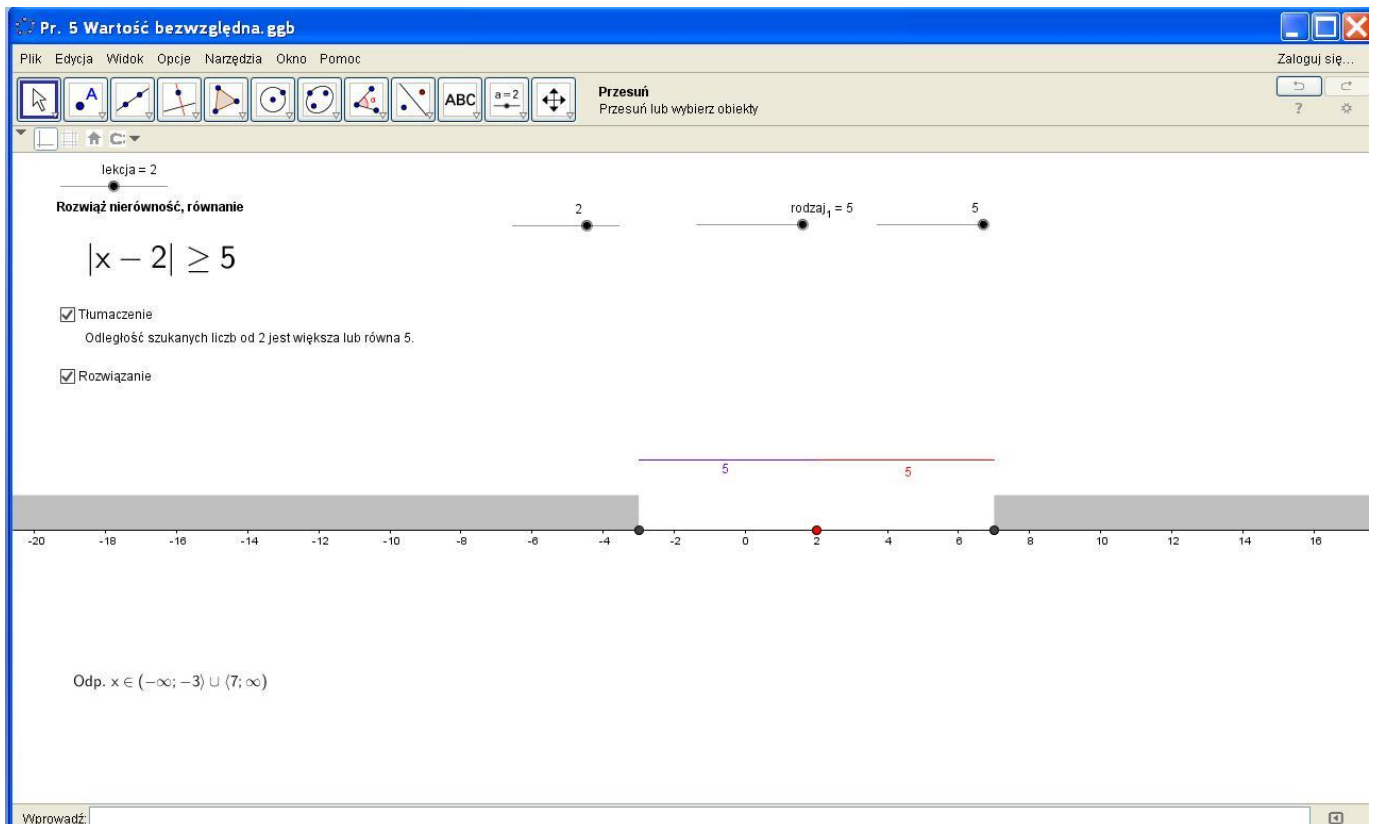 Pr. 5 Wartość bezwzględna.ggb
Plik Edycja Widok Opcje Narzędzia Okno Pomoc Zaloguj się...
A α ABC a=2 Przesuń
Przesuń lub wybierz obiekty ?
lekcja = 2
Rozwiąż nierówność, równanie
2 rodzaj₁ = 5 5
|x − 2| ≥ 5
Tłumaczenie
Odległość szukanych liczb od 2 jest większa lub równa 5.
Rozwiązanie
5 5
-20 -18 -16 -14 -12 -10 -8 -6 -4 -2 0 2 4 6 8 10 12 14 16
Odp. x ∈ (−∞; −3⟩ ∪ ⟨7; ∞)
Wprowadź: